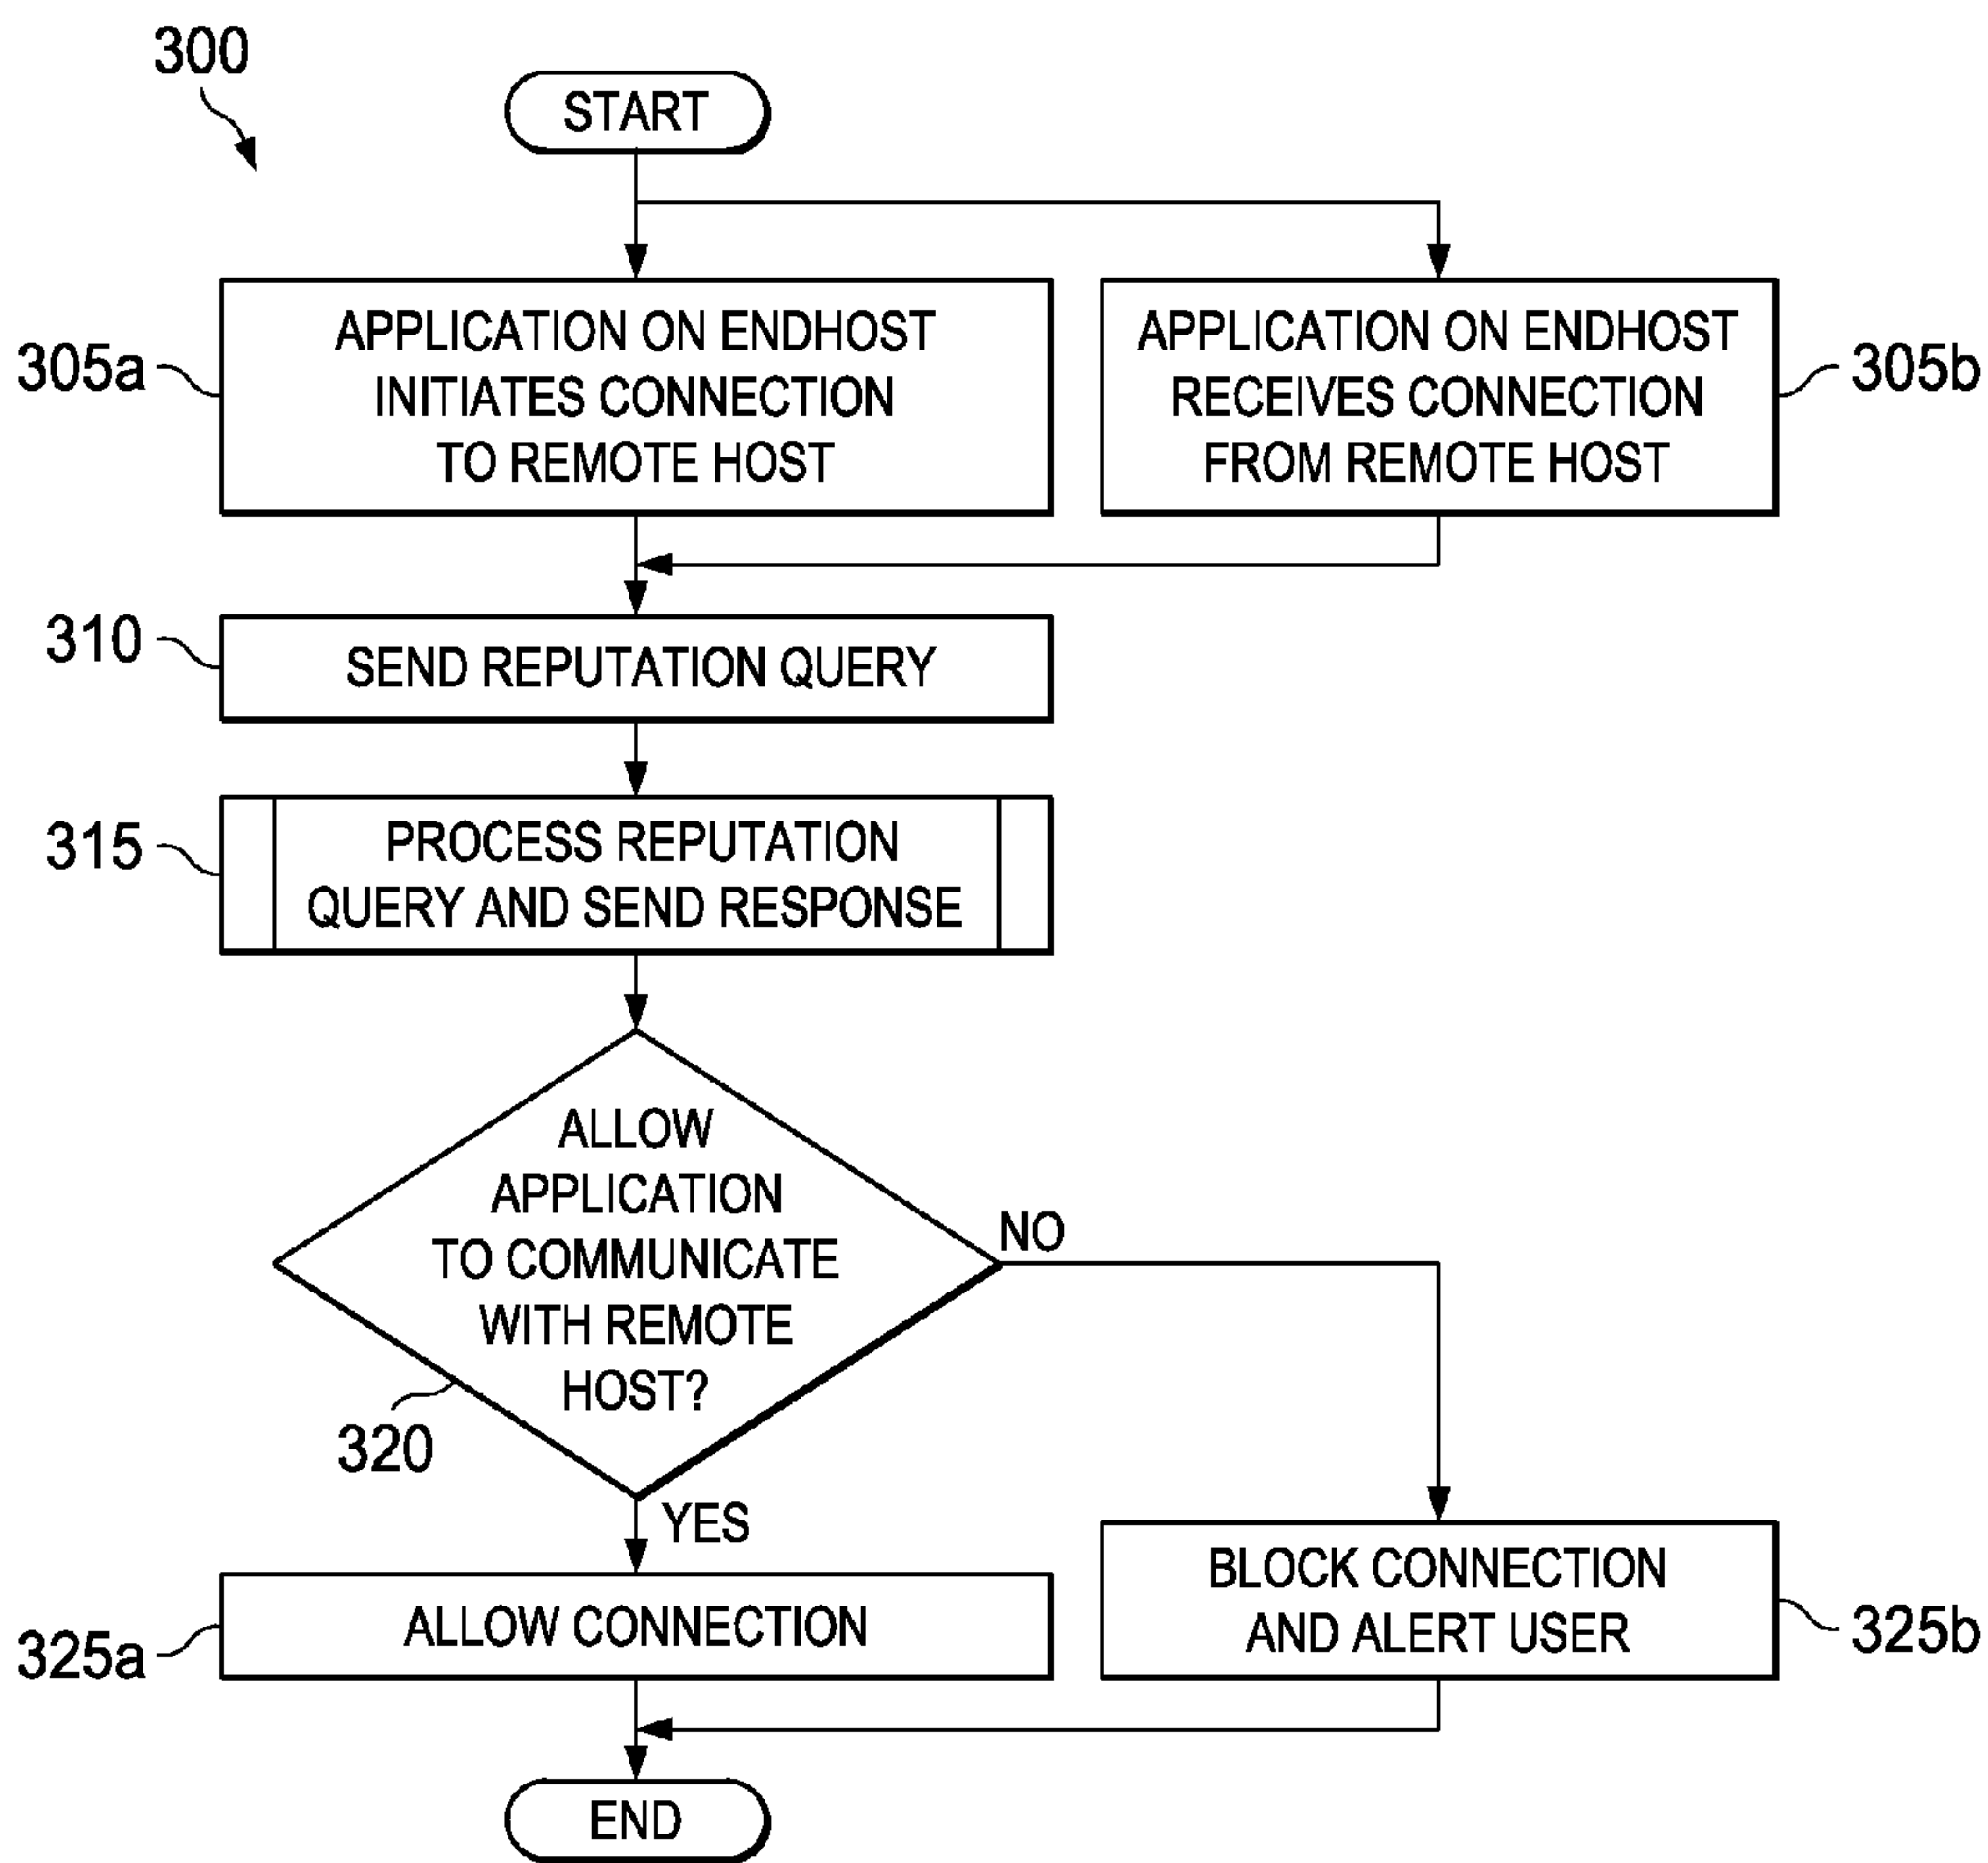 300
START
305a
APPLICATION ON ENDHOST
INITIATES CONNECTION
TO REMOTE HOST
APPLICATION ON ENDHOST
RECEIVES CONNECTION
FROM REMOTE HOST
305b
310
SEND REPUTATION QUERY
315
PROCESS REPUTATION
QUERY AND SEND RESPONSE
ALLOW
APPLICATION
TO COMMUNICATE
WITH REMOTE
HOST?
320
NO
YES
325a
ALLOW CONNECTION
BLOCK CONNECTION
AND ALERT USER
325b
END